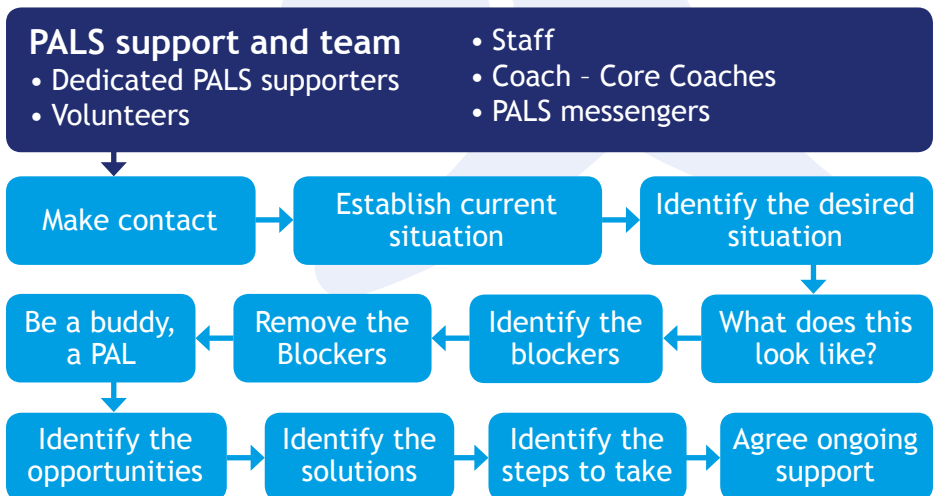 PALS support and team
• Dedicated PALS supporters
• Volunteers
• Staff
• Coach – Core Coaches
• PALS messengers
Make contact
Establish current
situation
Identify the desired
situation
What does this
look like?
Identify the
blockers
Remove the
Blockers
Be a buddy,
a PAL
Identify the
opportunities
Identify the
solutions
Identify the
steps to take
Agree ongoing
support